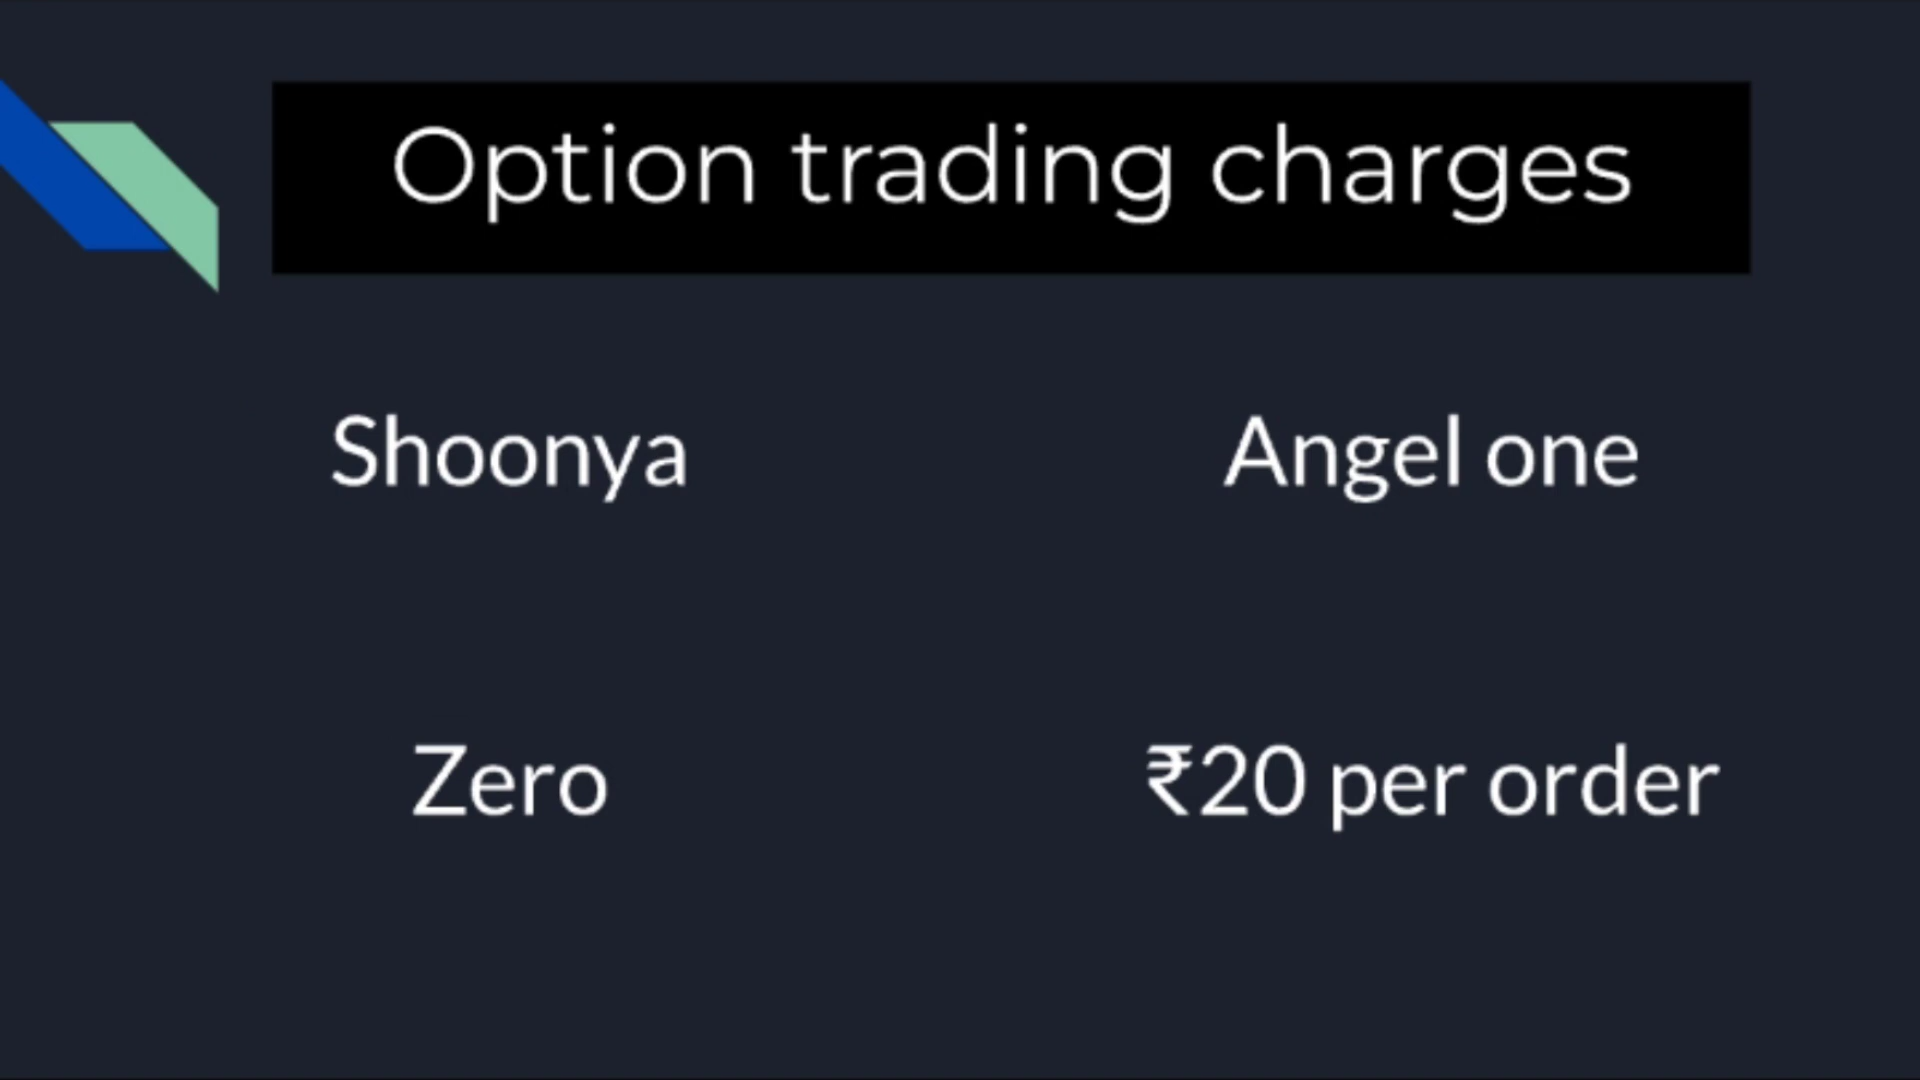 Option trading charges
Shoonya
Angel one
Zero
₹20 per order